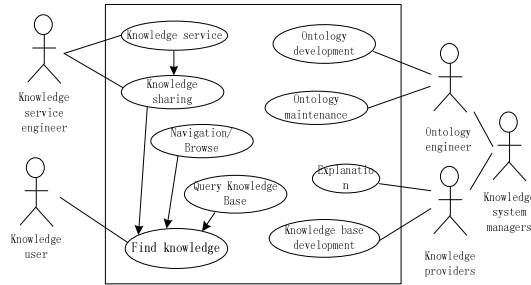 Knowledge service
Knowledge
sharing
Navigation/
Browse
Query Knowledge
Base
Find knowledge
Ontology
development
Ontology
maintenance
Explanatio
n
Knowledge base
development
Knowledge
service
engineer
Knowledge
user
Ontology
engineer
Knowledge
system
managers
Knowledge
providers